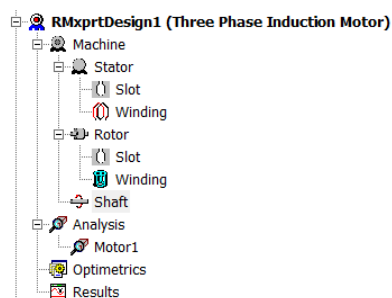 RMxprtDesign1 (Three Phase Induction Motor)
Machine
Stator
Slot
Winding
Rotor
Slot
Winding
Shaft
Analysis
Motor1
Optimetrics
Results